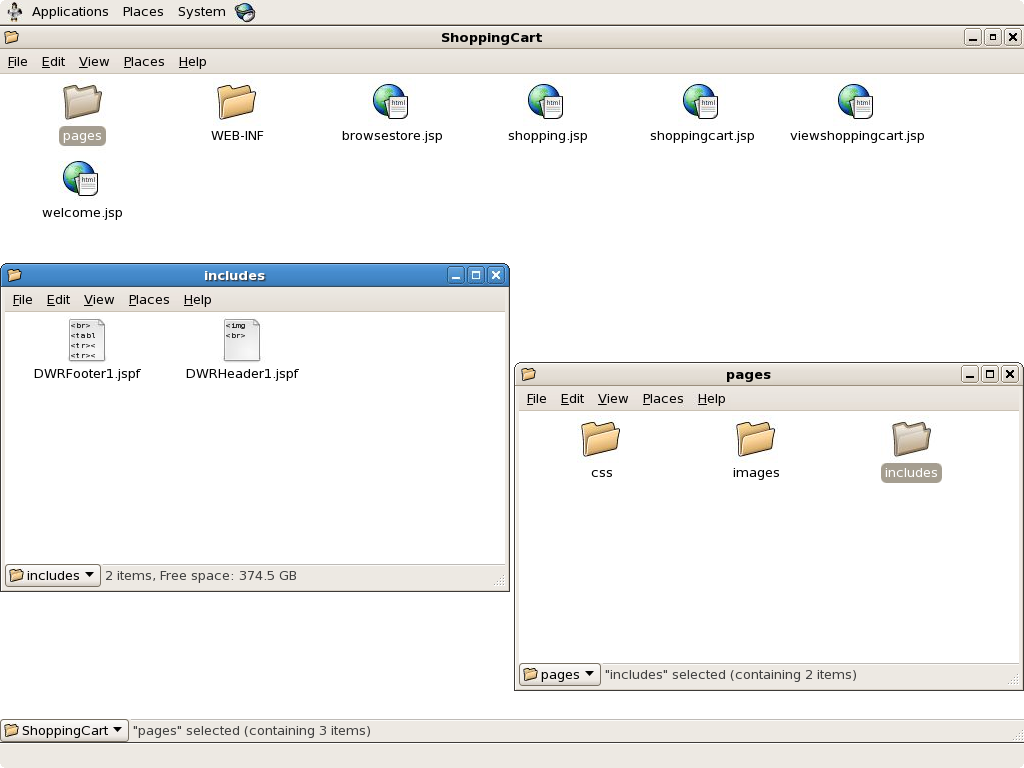 Applications Places System
ShoppingCart
File Edit View Places Help
pages WEB-INF browsestore.jsp shopping.jsp shoppingcart.jsp viewshoppingcart.jsp
welcome.jsp
includes
File Edit View Places Help
<br>
<tabl
<tr><
<tr><
<img
<br>
DWRFooter1.jspf DWRHeader1.jspf
includes 2 items, Free space: 374.5 GB
pages
File Edit View Places Help
css images includes
pages "includes" selected (containing 2 items)
ShoppingCart "pages" selected (containing 3 items)